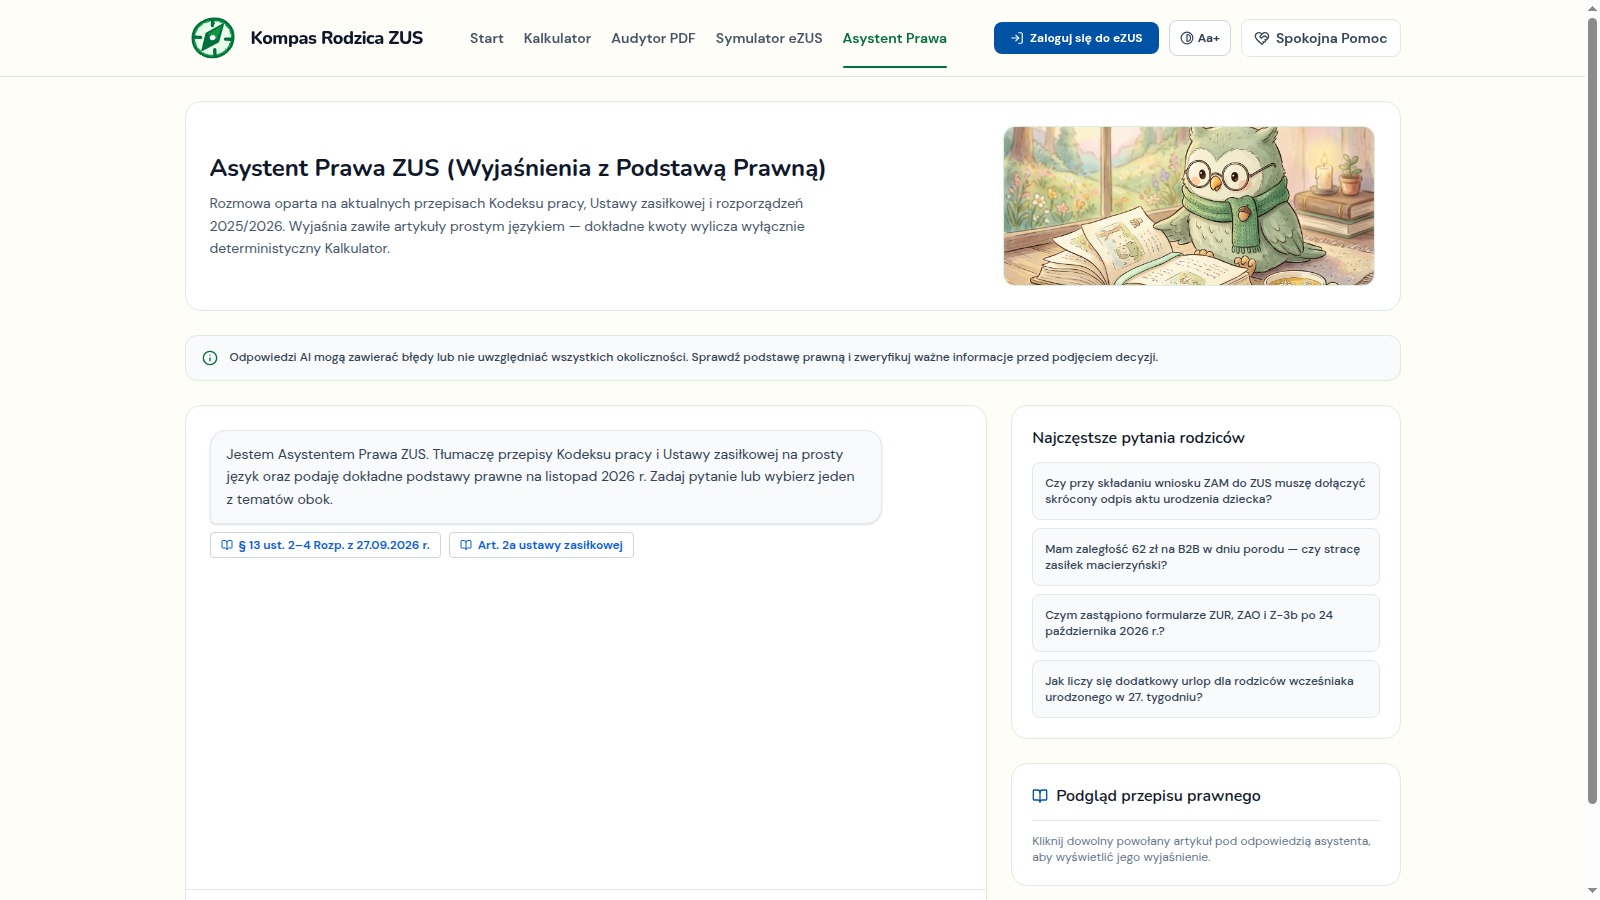 Kompas Rodzica ZUS
Start
Kalkulator
Audytor PDF
Symulator eZUS
Asystent Prawa
Zaloguj się do eZUS
Aa+
Spokojna Pomoc
Asystent Prawa ZUS (Wyjaśnienia z Podstawą Prawną)
Rozmowa oparta na aktualnych przepisach Kodeksu pracy, Ustawy zasiłkowej i rozporządzeń
2025/2026. Wyjaśnia zawiłe artykuły prostym językiem — dokładne kwoty wylicza wyłącznie
deterministyczny Kalkulator.
Odpowiedzi AI mogą zawierać błędy lub nie uwzględniać wszystkich okoliczności. Sprawdź podstawę prawną i zweryfikuj ważne informacje przed podjęciem decyzji.
Jestem Asystentem Prawa ZUS. Tłumaczę przepisy Kodeksu pracy i Ustawy zasiłkowej na prosty
język oraz podaję dokładne podstawy prawne na listopad 2026 r. Zadaj pytanie lub wybierz jeden
z tematów obok.
§ 13 ust. 2–4 Rozp. z 27.09.2026 r.
Art. 2a ustawy zasiłkowej
Najczęstsze pytania rodziców
Czy przy składaniu wniosku ZAM do ZUS muszę dołączyć
skrócony odpis aktu urodzenia dziecka?
Mam zaległość 62 zł na B2B w dniu porodu — czy stracę
zasiłek macierzyński?
Czym zastąpiono formularze ZUR, ZAO i Z-3b po 24
października 2026 r.?
Jak liczy się dodatkowy urlop dla rodziców wcześniaka
urodzonego w 27. tygodniu?
Podgląd przepisu prawnego
Kliknij dowolny powołany artykuł pod odpowiedzią asystenta,
aby wyświetlić jego wyjaśnienie.